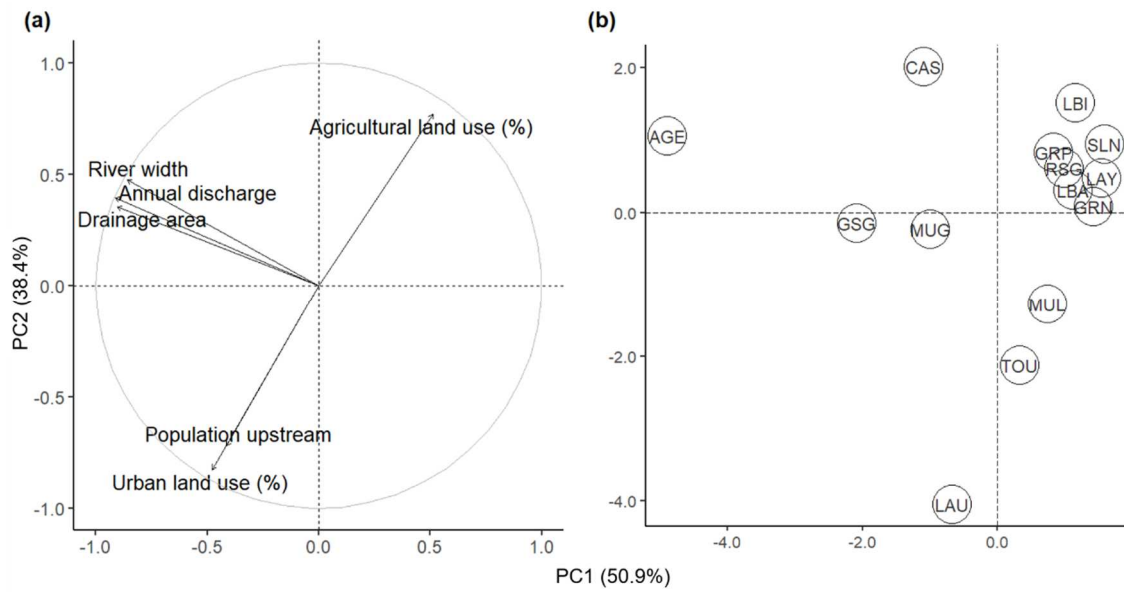 (a)
1.0
0.5
0.0
-0.5
-1.0
PC2 (38.4%)
Agricultural land use (%)
River width
Annual discharge
Drainage area
Population upstream
Urban land use (%)
-1.0
-0.5
0.0
0.5
1.0
PC1 (50.9%)
(b)
2.0
0.0
-2.0
-4.0
CAS
LBI
AGE
SLN
GRP
RSG
LAY
LBA
GRN
GSG
MUG
MUL
TOU
LAU
-4.0
-2.0
0.0